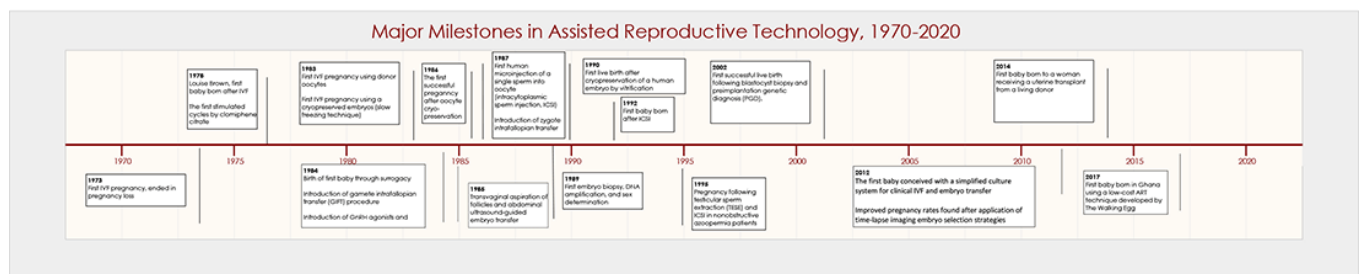 Major Milestones in Assisted Reproductive Technology, 1970-2020
1978
Louise Brown, first
baby born after IVF
The first stimulated
cycles by clomphene
citrate
1983
First IVF pregnancy using donor
oocytes
First IVF pregnancy using a
cryopreserved embryos (slow
freezing technique)
1986
The first
successful
pregnancy
after oocyte
cryo-
preservation
1987
First human
microinjection of a
single sperm into
oocyte
(intracytoplasmic
sperm injection, ICSI)
Introduction of zygote
intrafallopian transfer
1990
First live birth after
cryopreservation of a human
embryo by vitrification
1992
First baby born
after ICSI
2002
First successful live birth
following blastocyst biopsy and
preimplantation genetic
diagnosis (PGD).
2014
First baby born to a woman
receiving a uterine transplant
from a living donor
1970
1975
1980
1985
1990
1995
2000
2005
2010
2015
2020
1973
First IVF pregnancy, ended in
pregnancy loss
1984
Birth of first baby through surrogacy
Introduction of gamete intrafallopian
transfer (GIFT) procedure
Introduction of GNRH agonists and
1985
Transvaginal aspiration of
follicles and abdominal
ultrasound-guided
embryo transfer
1989
First embryo biopsy, DNA
amplification, and sex
determination
1995
Pregnancy following
testicular sperm
extraction (TESE) and
ICSI in nonobstructive
azoospermia patients
2012
The first baby conceived with a simplified culture
system for clinical IVF and embryo transfer
Improved pregnancy rates found after application of
time-lapse imaging embryo selection strategies
2017
First baby born in Ghana
using a low-cost ART
technique developed by
The Walking Egg